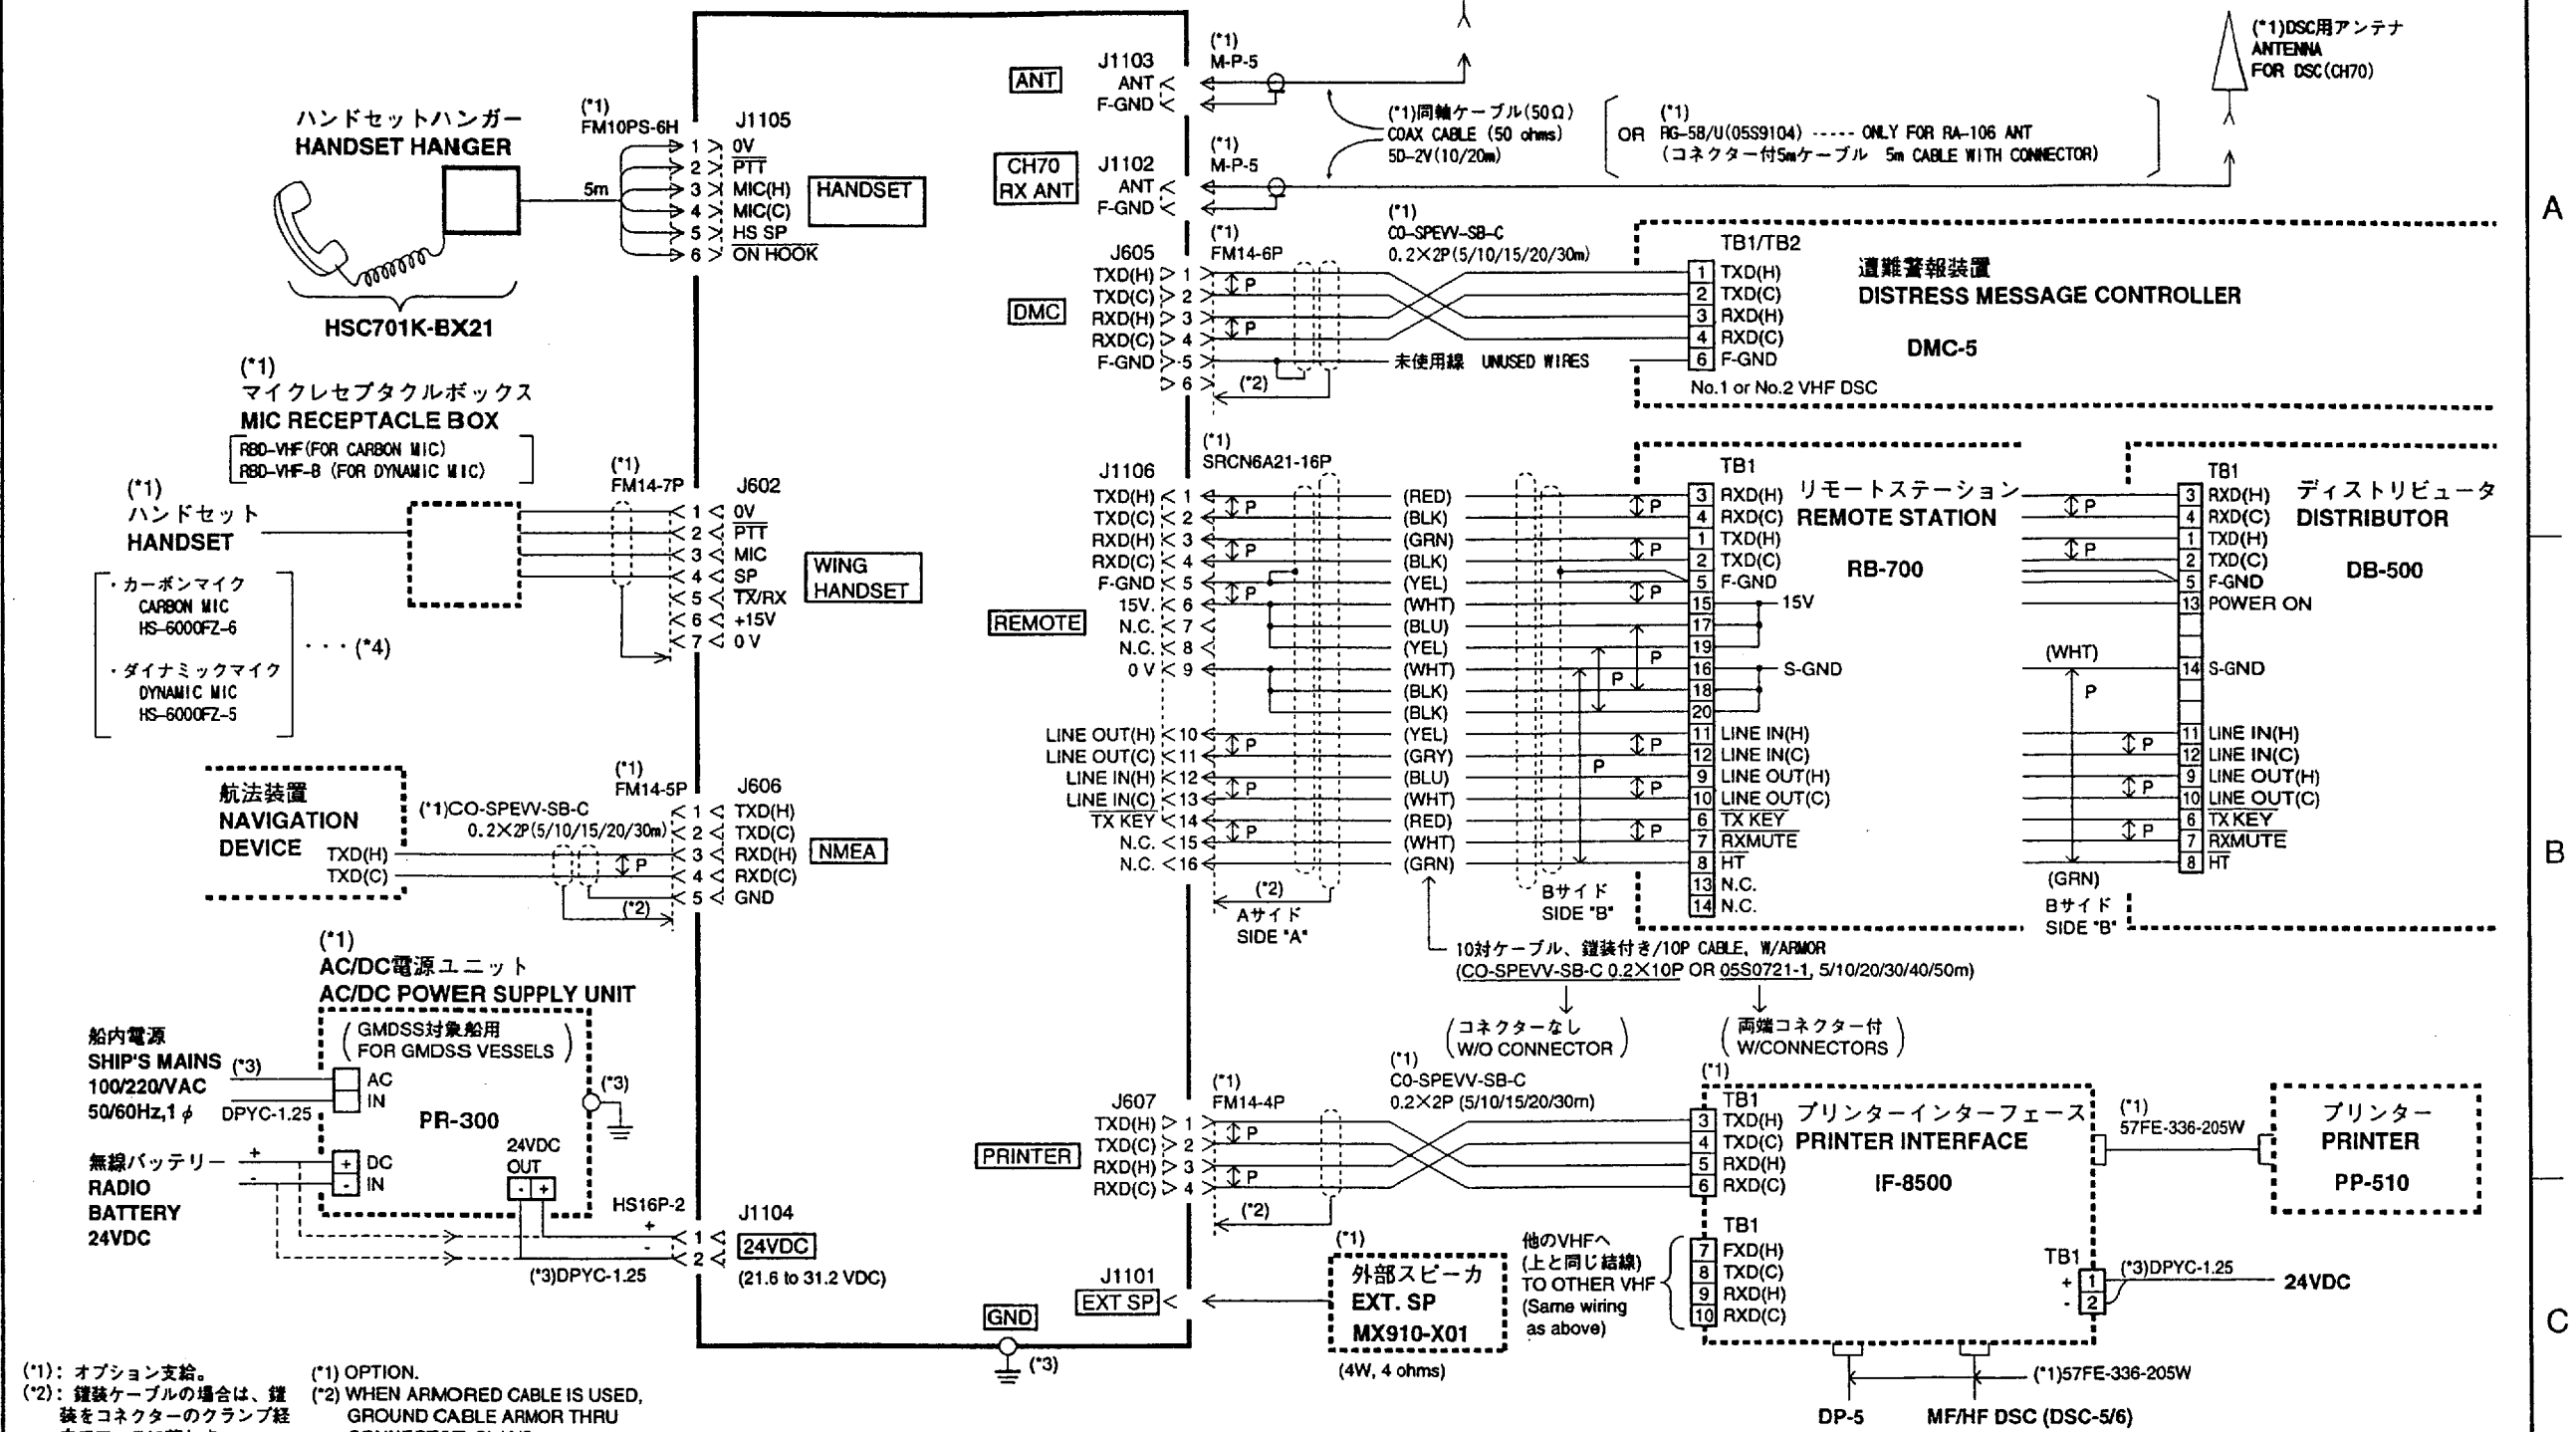 ハンドセットハンガー
HANDSET HANGER
HSC701K-BX21
5m
(*1)
FM10PS-6H
J1105
1 0V
2 PTT
3 MIC(H)
4 MIC(C)
5 HS SP
6 ON HOOK
HANDSET
(*1)
マイクレセプタクルボックス
MIC RECEPTACLE BOX
RBD-VHF(FOR CARBON MIC)
RBD-VHF-B (FOR DYNAMIC MIC)
(*1)
ハンドセット
HANDSET
・カーボンマイク
CARBON MIC
HS-6000FZ-6
・ダイナミックマイク
DYNAMIC MIC
HS-6000FZ-5
・・・(*4)
(*1)
FM14-7P
J602
1 0V
2 PTT
3 MIC
4 SP
5 TX/RX
6 +15V
7 0 V
WING
HANDSET
航法装置
NAVIGATION
DEVICE
TXD(H)
TXD(C)
(*1)CO-SPEVV-SB-C
0.2×2P(5/10/15/20/30m)
P
(*2)
(*1)
FM14-5P
J606
1 TXD(H)
2 TXD(C)
3 RXD(H)
4 RXD(C)
5 GND
NMEA
(*1)
AC/DC電源ユニット
AC/DC POWER SUPPLY UNIT
GMDSS対象船用
FOR GMDSS VESSELS
PR-300
船内電源
SHIP'S MAINS
100/220/VAC
50/60Hz,1φ
(*3)
DPYC-1.25
AC
IN
(*3)
無線バッテリー
RADIO
BATTERY
24VDC
+
-
+ DC
- IN
24VDC
OUT
- +
HS16P-2
+
-
(*3)DPYC-1.25
J1104
1
2
24VDC
(21.6 to 31.2 VDC)
GND
(*3)
ANT
J1103
ANT
F-GND
(*1)
M-P-5
CH70
RX ANT
J1102
ANT
F-GND
(*1)
M-P-5
(*1)同軸ケーブル(50Ω)
COAX CABLE (50 ohms)
5D-2V(10/20m)
OR
(*1)
RG-58/U(05S9104) ----- ONLY FOR RA-106 ANT
(コネクター付5mケーブル 5m CABLE WITH CONNECTOR)
(*1)DSC用アンテナ
ANTENNA
FOR DSC(CH70)
DMC
J605
TXD(H) 1
TXD(C) 2
RXD(H) 3
RXD(C) 4
F-GND 5
6
(*1)
FM14-6P
P
P
(*2)
(*1)
CO-SPEVV-SB-C
0.2×2P(5/10/15/20/30m)
未使用線 UNUSED WIRES
TB1/TB2
1 TXD(H)
2 TXD(C)
3 RXD(H)
4 RXD(C)
6 F-GND
遭難警報装置
DISTRESS MESSAGE CONTROLLER
DMC-5
No.1 or No.2 VHF DSC
REMOTE
J1106
(*1)
SRCN6A21-16P
TXD(H) 1
TXD(C) 2
RXD(H) 3
RXD(C) 4
F-GND 5
15V. 6
N.C. 7
N.C. 8
0 V 9
LINE OUT(H) 10
LINE OUT(C) 11
LINE IN(H) 12
LINE IN(C) 13
TX KEY 14
N.C. 15
N.C. 16
P
P
P
P
P
P
(*2)
Aサイド
SIDE "A"
(RED)
(BLK)
(GRN)
(BLK)
(YEL)
(WHT)
(BLU)
(YEL)
(WHT)
(BLK)
(BLK)
(YEL)
(GRY)
(BLU)
(WHT)
(RED)
(WHT)
(GRN)
P
P
P
P
P
P
P
P
P
Bサイド
SIDE "B"
TB1
3 RXD(H)
4 RXD(C)
1 TXD(H)
2 TXD(C)
5 F-GND
15
17
19
15V
16
18
20
S-GND
11 LINE IN(H)
12 LINE IN(C)
9 LINE OUT(H)
10 LINE OUT(C)
6 TX KEY
7 RXMUTE
8 HT
13 N.C.
14 N.C.
リモートステーション
REMOTE STATION
RB-700
P
P
(WHT)
P
P
P
P
(GRN)
Bサイド
SIDE "B"
TB1
3 RXD(H)
4 RXD(C)
1 TXD(H)
2 TXD(C)
5 F-GND
13 POWER ON
14 S-GND
11 LINE IN(H)
12 LINE IN(C)
9 LINE OUT(H)
10 LINE OUT(C)
6 TX KEY
7 RXMUTE
8 HT
ディストリビュータ
DISTRIBUTOR
DB-500
10対ケーブル、鎧装付き/10P CABLE, W/ARMOR
(CO-SPEVV-SB-C 0.2×10P OR 05S0721-1, 5/10/20/30/40/50m)
コネクターなし
W/O CONNECTOR
両端コネクター付
W/CONNECTORS
PRINTER
J607
TXD(H) 1
TXD(C) 2
RXD(H) 3
RXD(C) 4
(*1)
FM14-4P
P
P
(*2)
(*1)
CO-SPEVV-SB-C
0.2×2P (5/10/15/20/30m)
(*1)
TB1
3 TXD(H)
4 TXD(C)
5 RXD(H)
6 RXD(C)
プリンターインターフェース
PRINTER INTERFACE
IF-8500
TB1
7 FXD(H)
8 TXD(C)
9 RXD(H)
10 RXD(C)
他のVHFへ
(上と同じ結線)
TO OTHER VHF
(Same wiring
as above)
TB1
+ 1
- 2
(*3)DPYC-1.25
24VDC
(*1)
57FE-336-205W
プリンター
PRINTER
PP-510
J1101
EXT SP
(*1)
外部スピーカ
EXT. SP
MX910-X01
(4W, 4 ohms)
(*1)57FE-336-205W
DP-5
MF/HF DSC (DSC-5/6)
A
B
C
(*1): オプション支給。
(*2): 鎧装ケーブルの場合は、鎧
装をコネクターのクランプ経
(*1) OPTION.
(*2) WHEN ARMORED CABLE IS USED,
GROUND CABLE ARMOR THRU